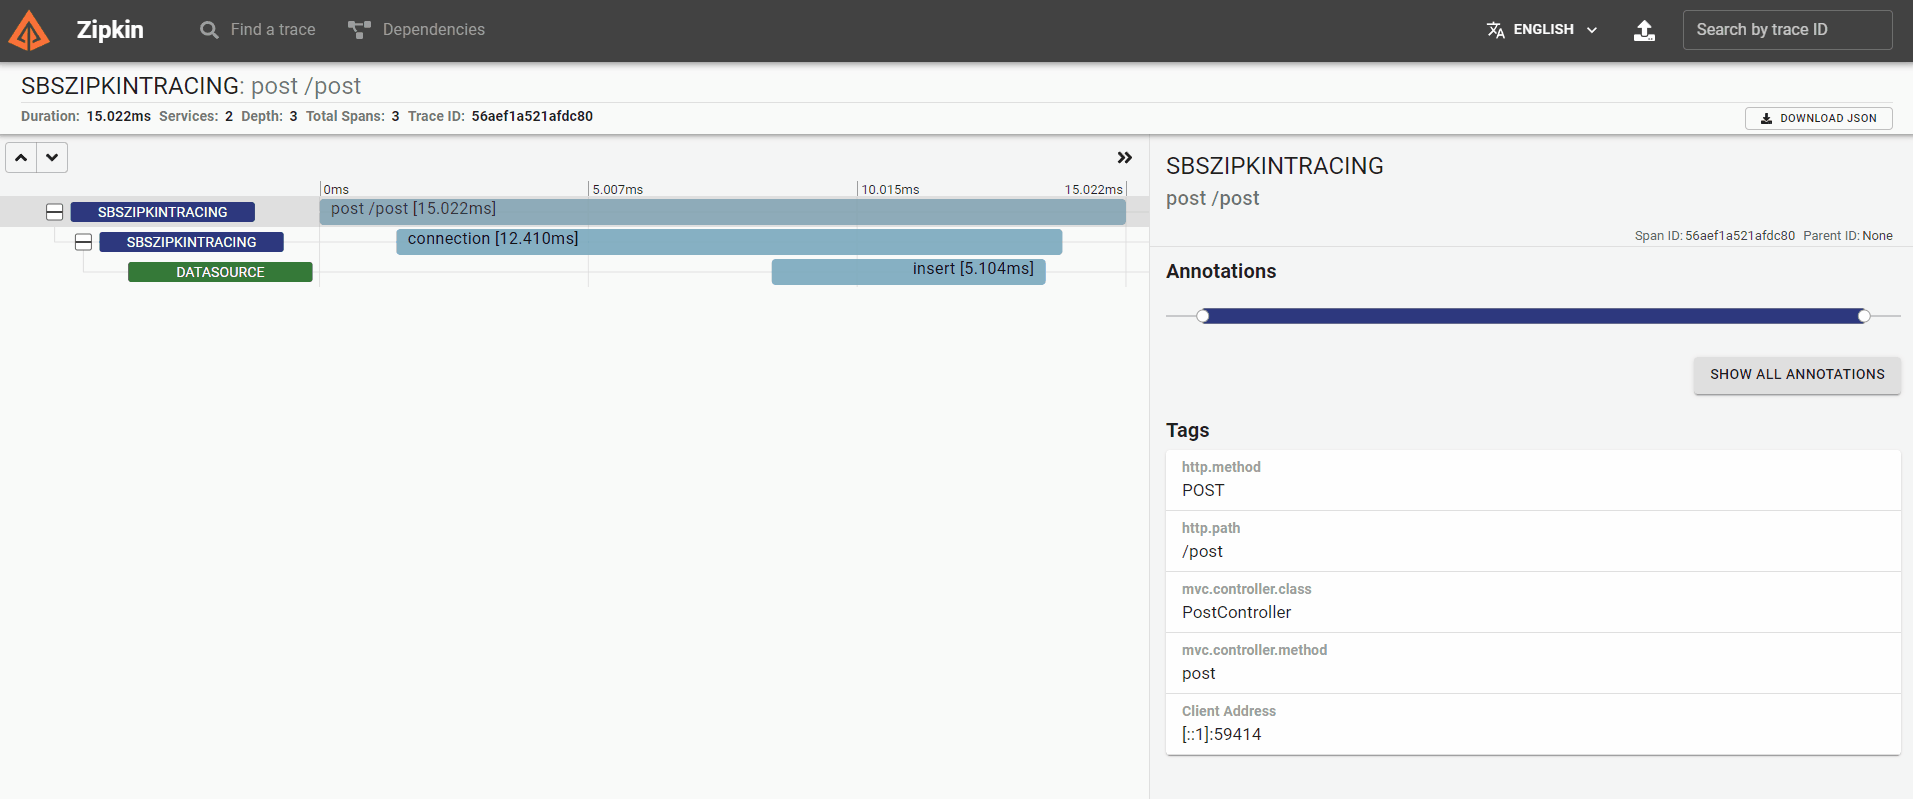 Zipkin
Find a trace
Dependencies
ENGLISH
Search by trace ID
SBSZIPKINTRACING: post /post
Duration: 15.022ms Services: 2 Depth: 3 Total Spans: 3 Trace ID: 56aef1a521afdc80
DOWNLOAD JSON
0ms 5.007ms 10.015ms 15.022ms
SBSZIPKINTRACING post /post [15.022ms]
SBSZIPKINTRACING connection [12.410ms]
DATASOURCE insert [5.104ms]
SBSZIPKINTRACING
post /post
Span ID: 56aef1a521afdc80 Parent ID: None
Annotations
SHOW ALL ANNOTATIONS
Tags
http.method
POST
http.path
/post
mvc.controller.class
PostController
mvc.controller.method
post
Client Address
[::1]:59414